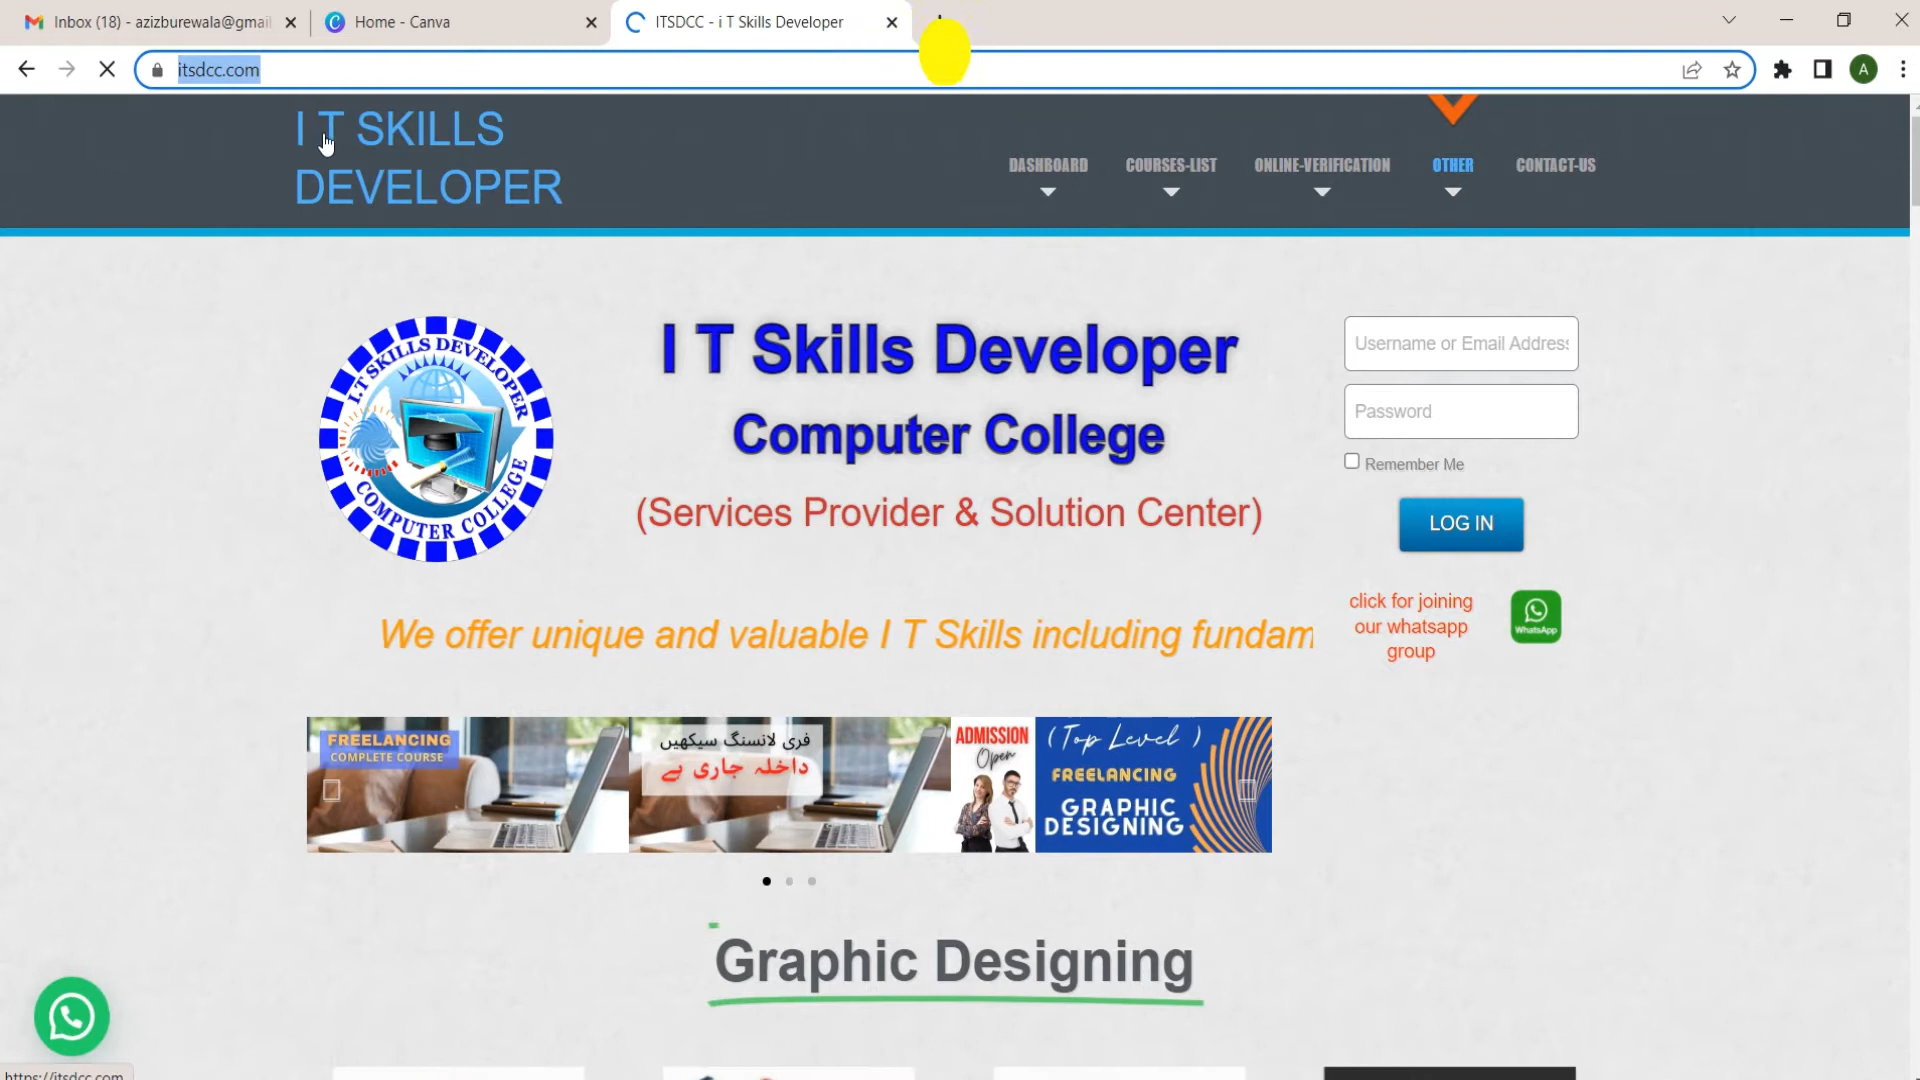 Inbox (18) - azizburewala@gmail
Home - Canva
ITSDCC - i T Skills Developer
itsdcc.com
A
I T SKILLS
DEVELOPER
DASHBOARD
COURSES-LIST
ONLINE-VERIFICATION
OTHER
CONTACT-US
I.T SKILLS DEVELOPER
COMPUTER COLLEGE
I T Skills Developer
Computer College
(Services Provider & Solution Center)
Username or Email Address
Password
Remember Me
LOG IN
We offer unique and valuable I T Skills including fundam
click for joining
our whatsapp
group
WhatsApp
FREELANCING
COMPLETE COURSE
فری لانسنگ سیکھیں
داخلہ جاری ہے
ADMISSION
Open
(Top Level)
FREELANCING
GRAPHIC
DESIGNING
Graphic Designing
https://itsdcc.com